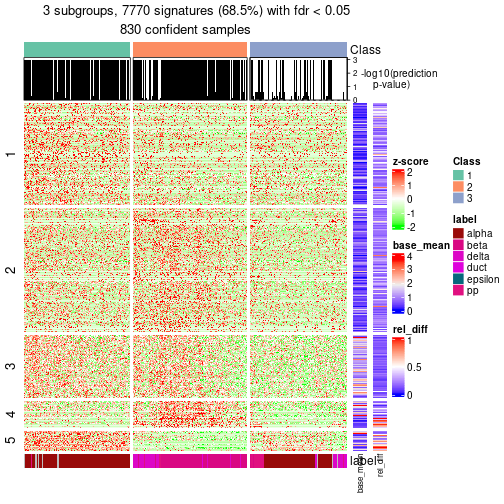 3 subgroups, 7770 signatures (68.5%) with fdr < 0.05
830 confident samples
Class
3
2
1
0
-log10(prediction
p-value)
1
2
3
4
5
z-score
2
1
0
-1
-2
base_mean
4
3
2
1
0
rel_diff
1
0.5
0
Class
1
2
3
label
alpha
beta
delta
duct
epsilon
pp
label
base_mean
rel_diff